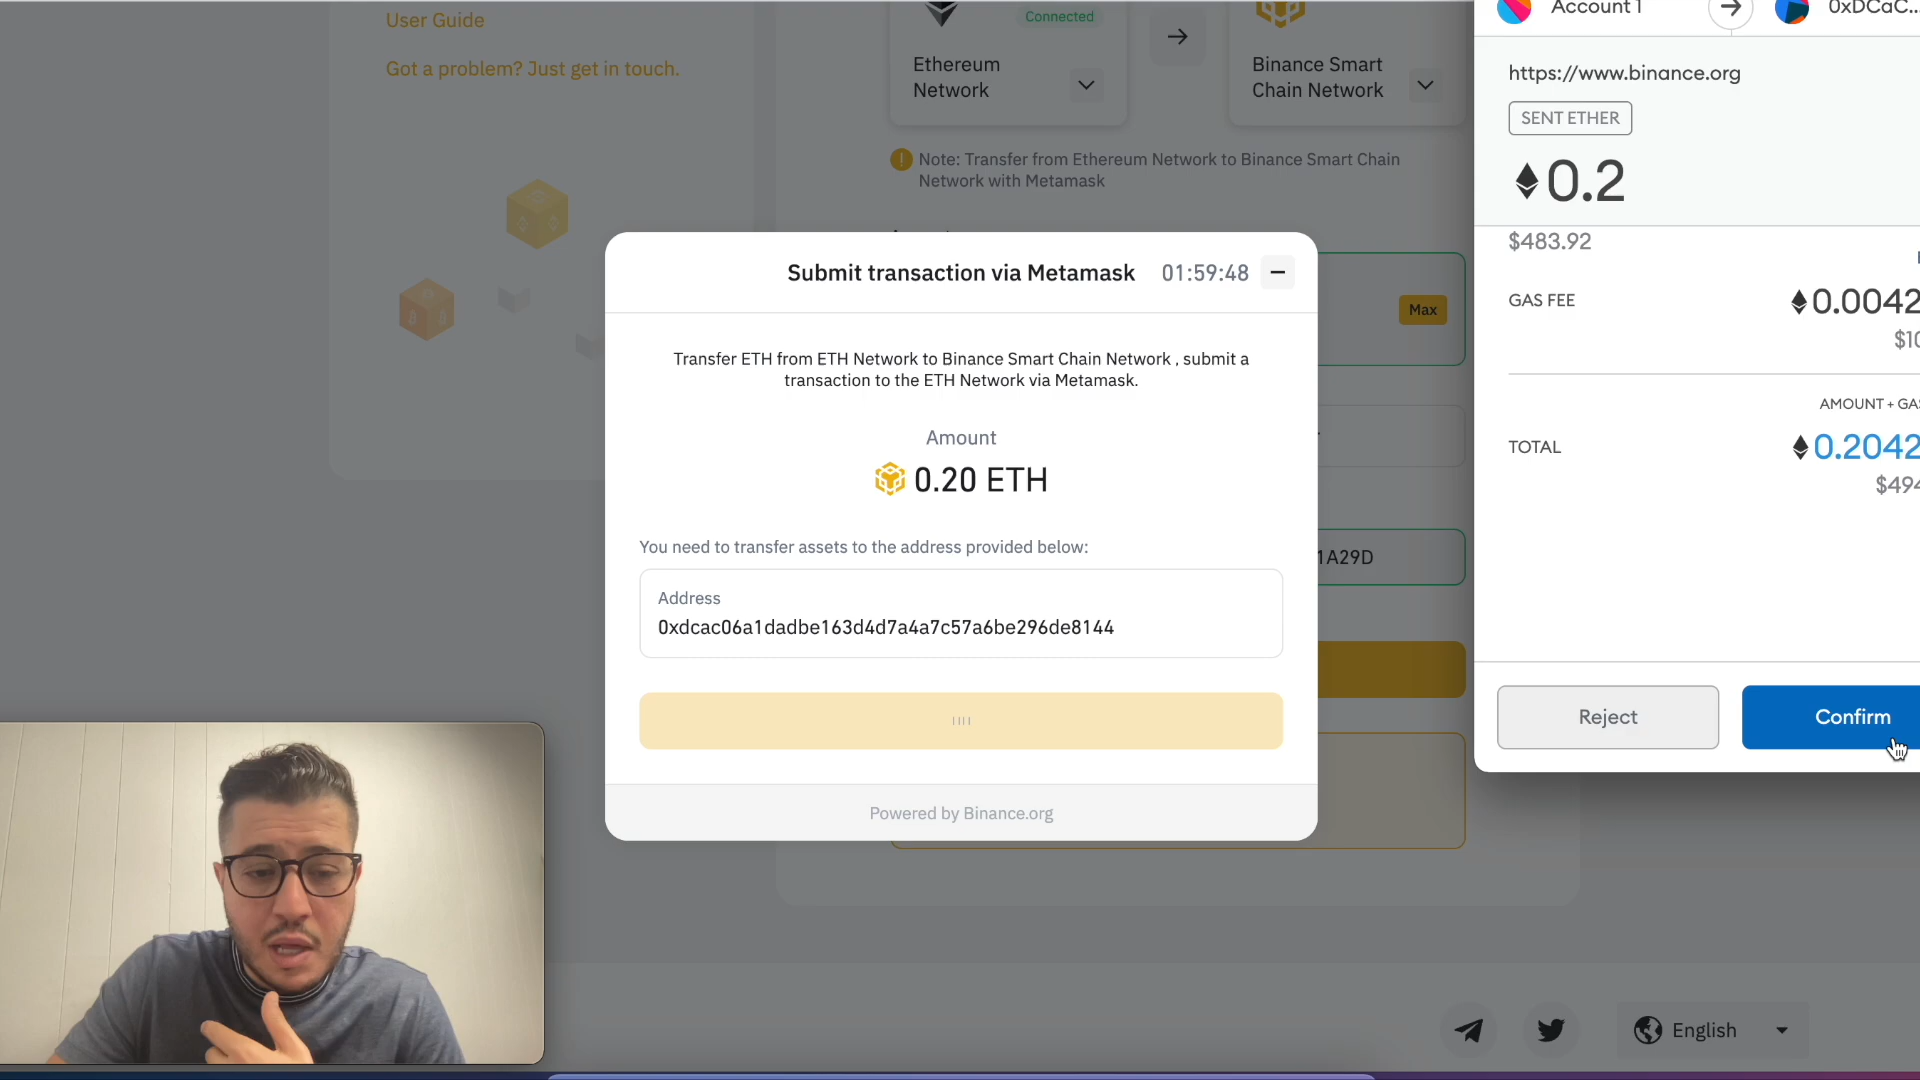 User Guide
Got a problem? Just get in touch.
Connected
Ethereum
Network
Binance Smart
Chain Network
! Note: Transfer from Ethereum Network to Binance Smart Chain
Network with Metamask
Max
1A29D
Submit transaction via Metamask 01:59:48
Transfer ETH from ETH Network to Binance Smart Chain Network , submit a
transaction to the ETH Network via Metamask.
Amount
0.20 ETH
You need to transfer assets to the address provided below:
Address
0xdcac06a1dadbe163d4d7a4a7c57a6be296de8144
Powered by Binance.org
Account 1
0xDCaC...
https://www.binance.org
SENT ETHER
0.2
$483.92
GAS FEE
0.0042
$10
AMOUNT + GAS
TOTAL
0.2042
$494
Reject
Confirm
English